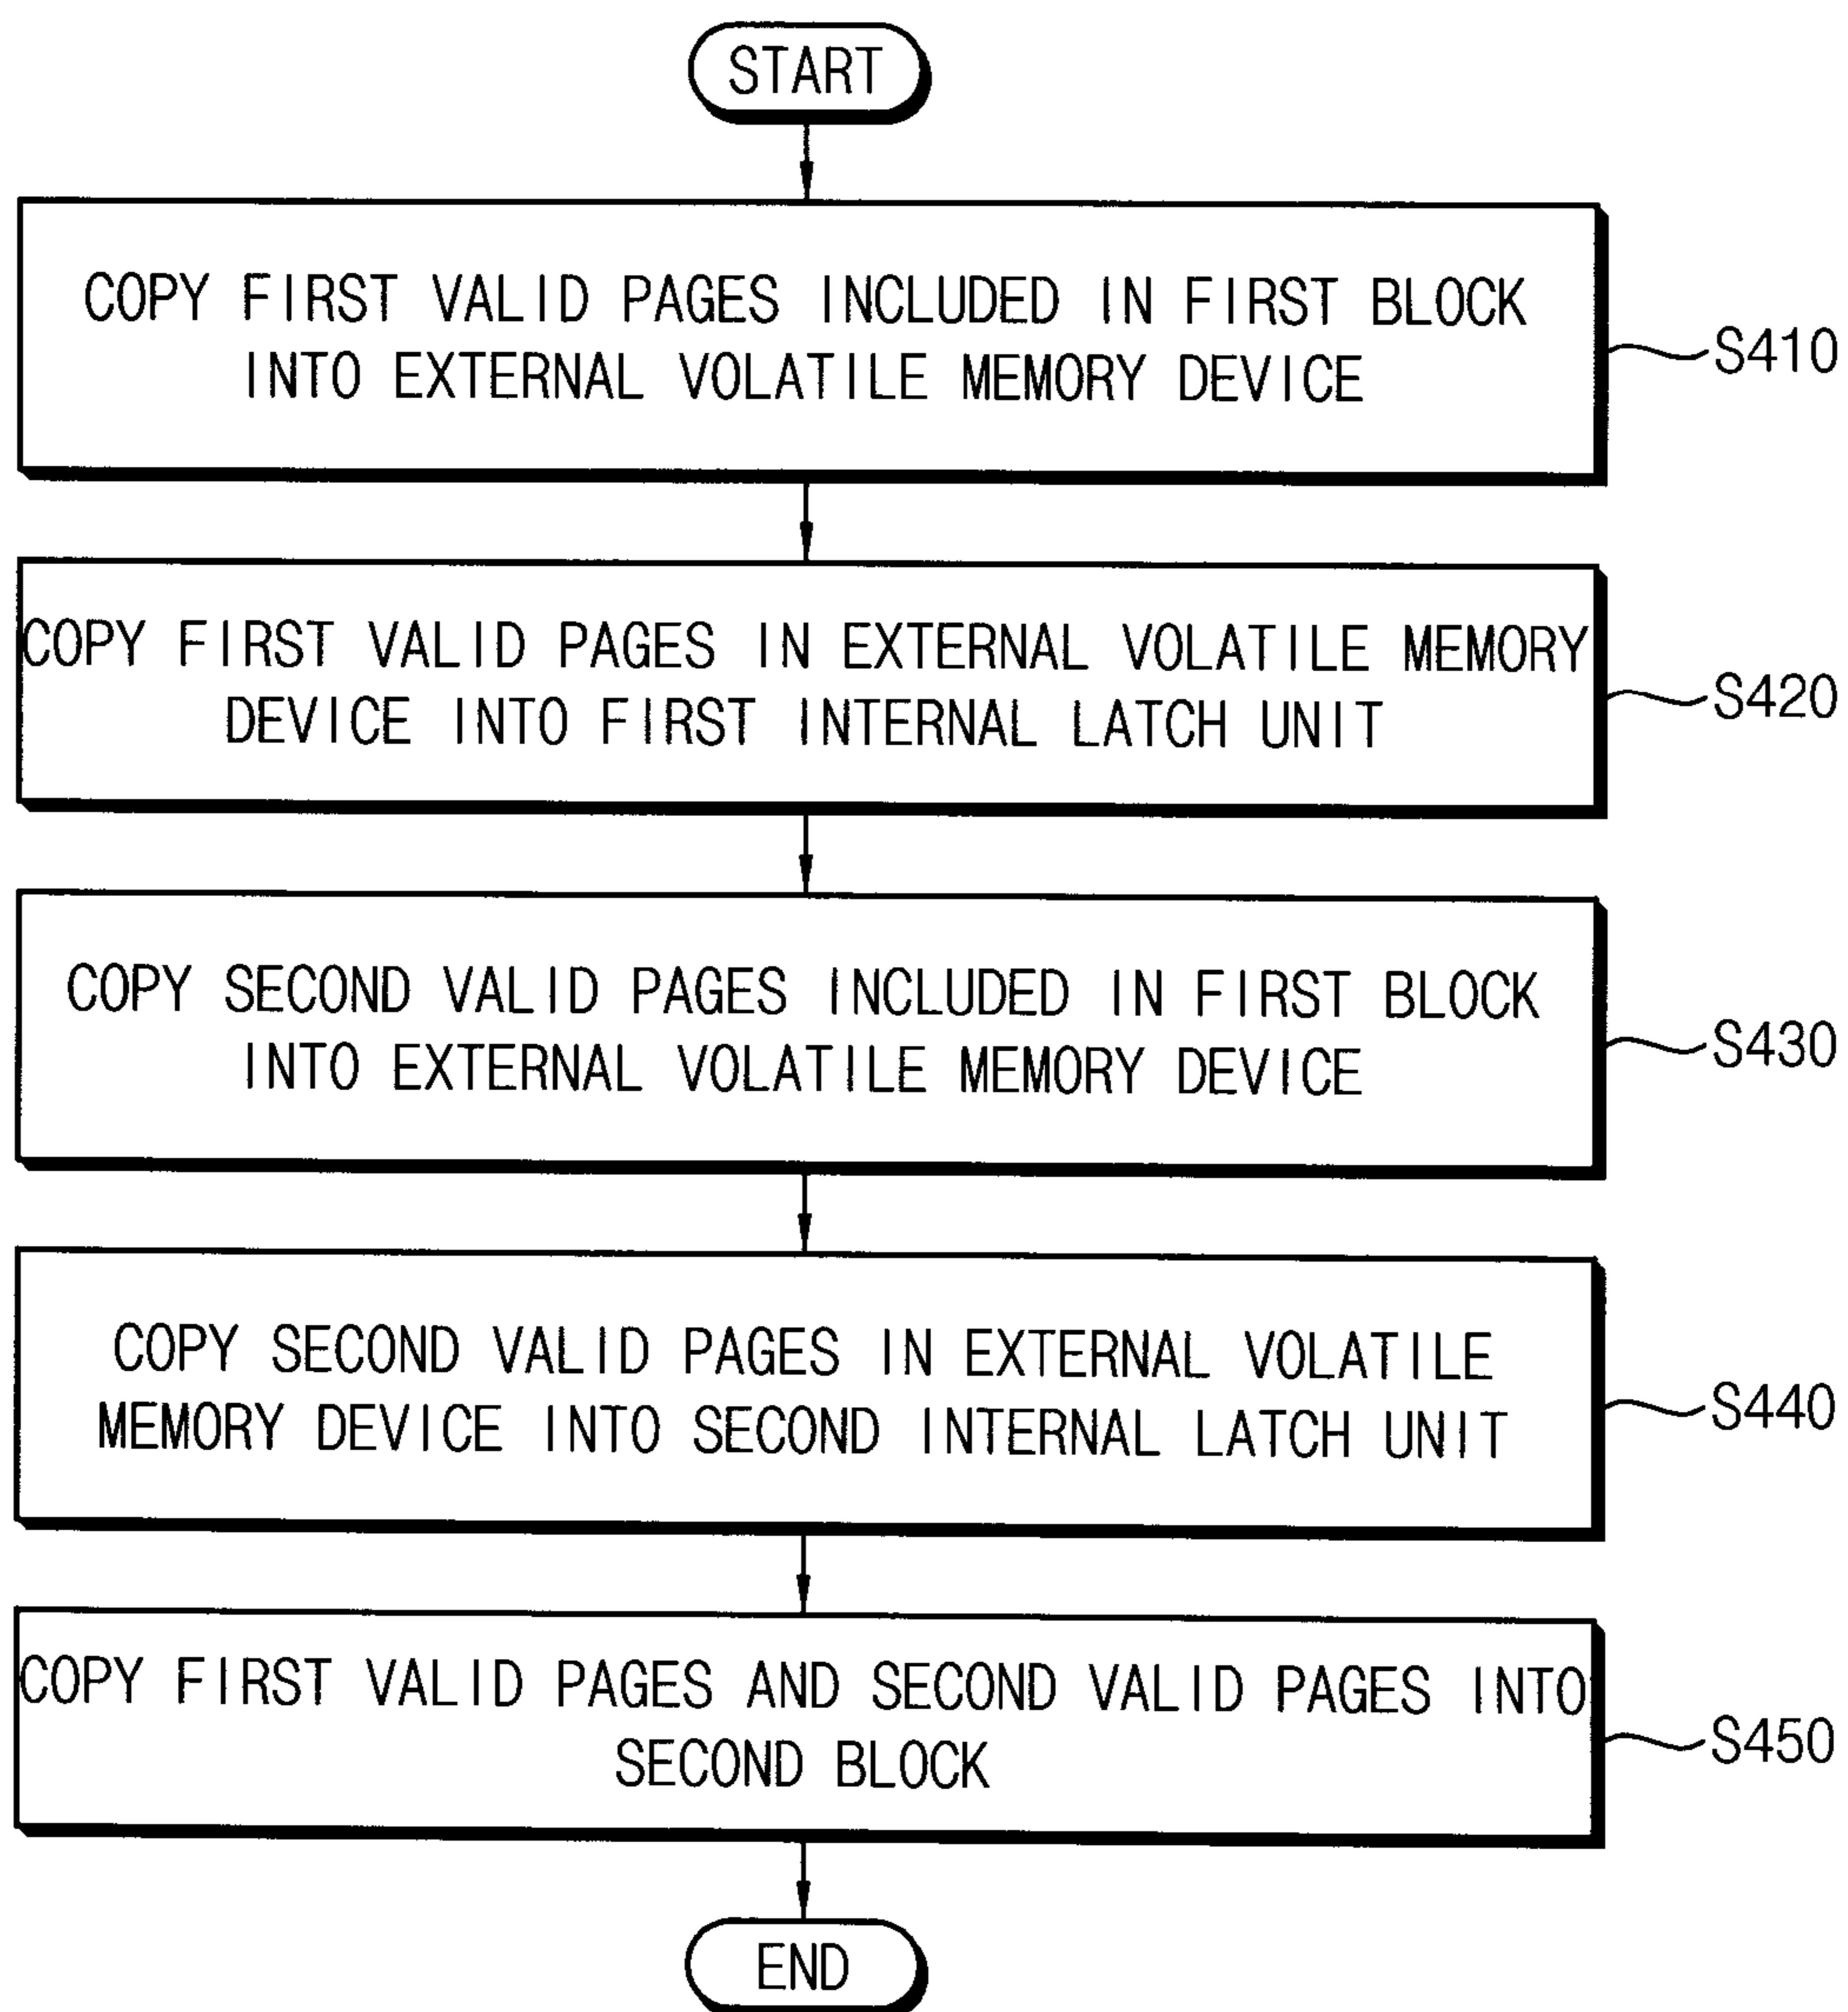 START
COPY FIRST VALID PAGES INCLUDED IN FIRST BLOCK
INTO EXTERNAL VOLATILE MEMORY DEVICE
S410
COPY FIRST VALID PAGES IN EXTERNAL VOLATILE MEMORY
DEVICE INTO FIRST INTERNAL LATCH UNIT
S420
COPY SECOND VALID PAGES INCLUDED IN FIRST BLOCK
INTO EXTERNAL VOLATILE MEMORY DEVICE
S430
COPY SECOND VALID PAGES IN EXTERNAL VOLATILE
MEMORY DEVICE INTO SECOND INTERNAL LATCH UNIT
S440
COPY FIRST VALID PAGES AND SECOND VALID PAGES INTO
SECOND BLOCK
S450
END